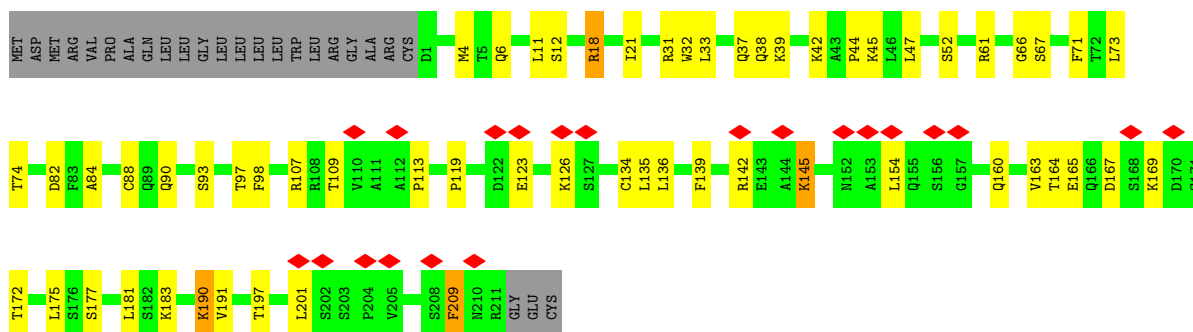 MET ASP MET ARG VAL PRO ALA GLN LEU LEU GLY LEU LEU LEU LEU TRP LEU ARG GLY ALA ARG CYS D1 M4 T5 Q6 L11 S12 R18 I21 R31 W32 L33 Q37 Q38 K39 K42 A43 P44 K45 L46 L47 S52 R61 G66 S67 F71 T72 L73
T74 D82 F83 A84 C88 Q89 Q90 S93 T97 F98 R107 R108 T109 V110 A111 A112 P113 P119 D122 E123 K126 S127 C134 L135 L136 F139 R142 E143 A144 K145 N152 A153 L154 Q155 S156 G157 Q160 V163 T164 E165 Q166 D167 S168 K169 D170 S171
T172 L175 S176 S177 L181 S182 K183 K190 V191 T197 L201 S202 S203 P204 V205 S208 F209 N210 R211 GLY GLU CYS